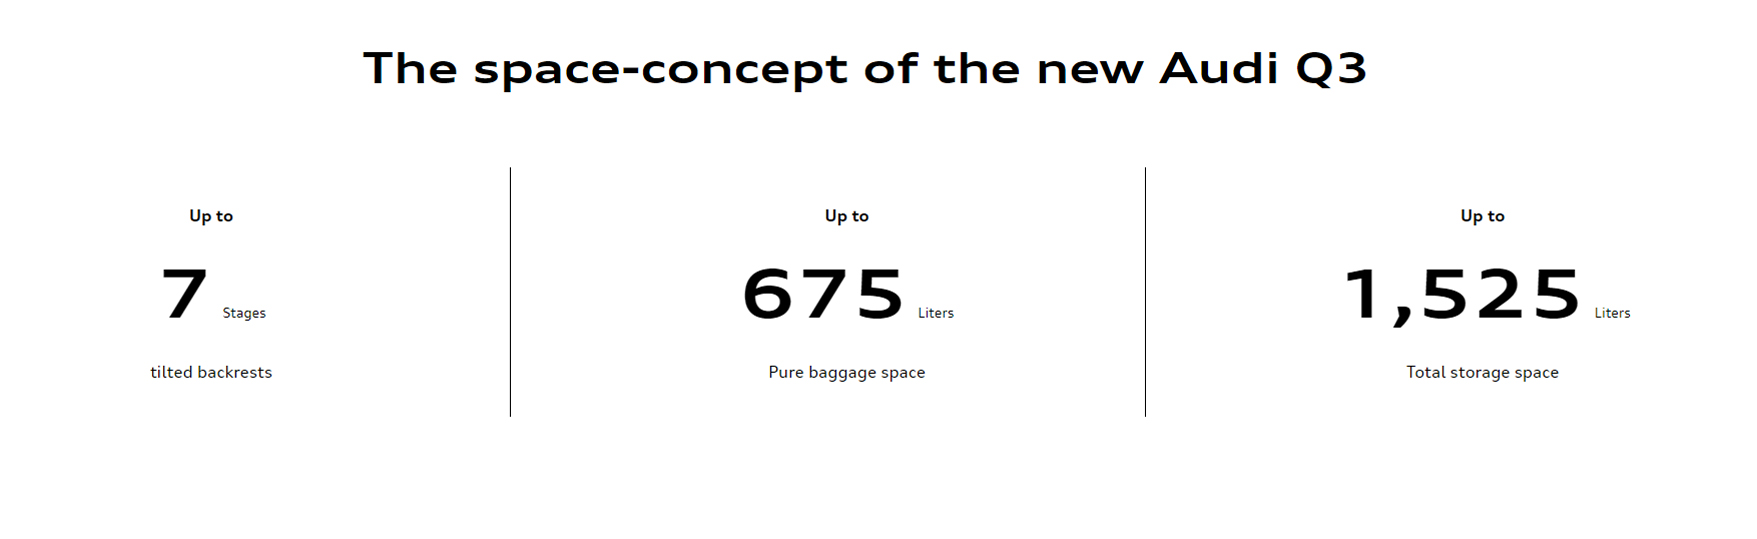 The space-concept of the new Audi Q3
Up to
7 Stages
tilted backrests
Up to
675 Liters
Pure baggage space
Up to
1,525 Liters
Total storage space